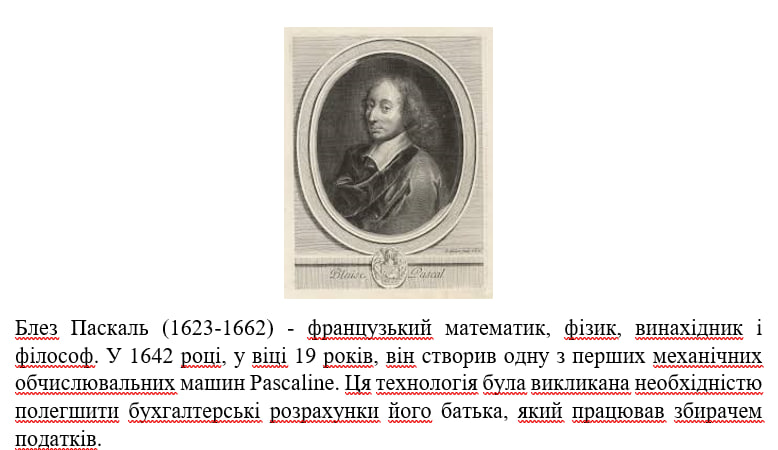 Blaise Pascal
Блез Паскаль (1623-1662) - французький математик, фізик, винахідник і
філософ. У 1642 році, у віці 19 років, він створив одну з перших механічних
обчислювальних машин Pascaline. Ця технологія була викликана необхідністю
полегшити бухгалтерські розрахунки його батька, який працював збирачем
податків.